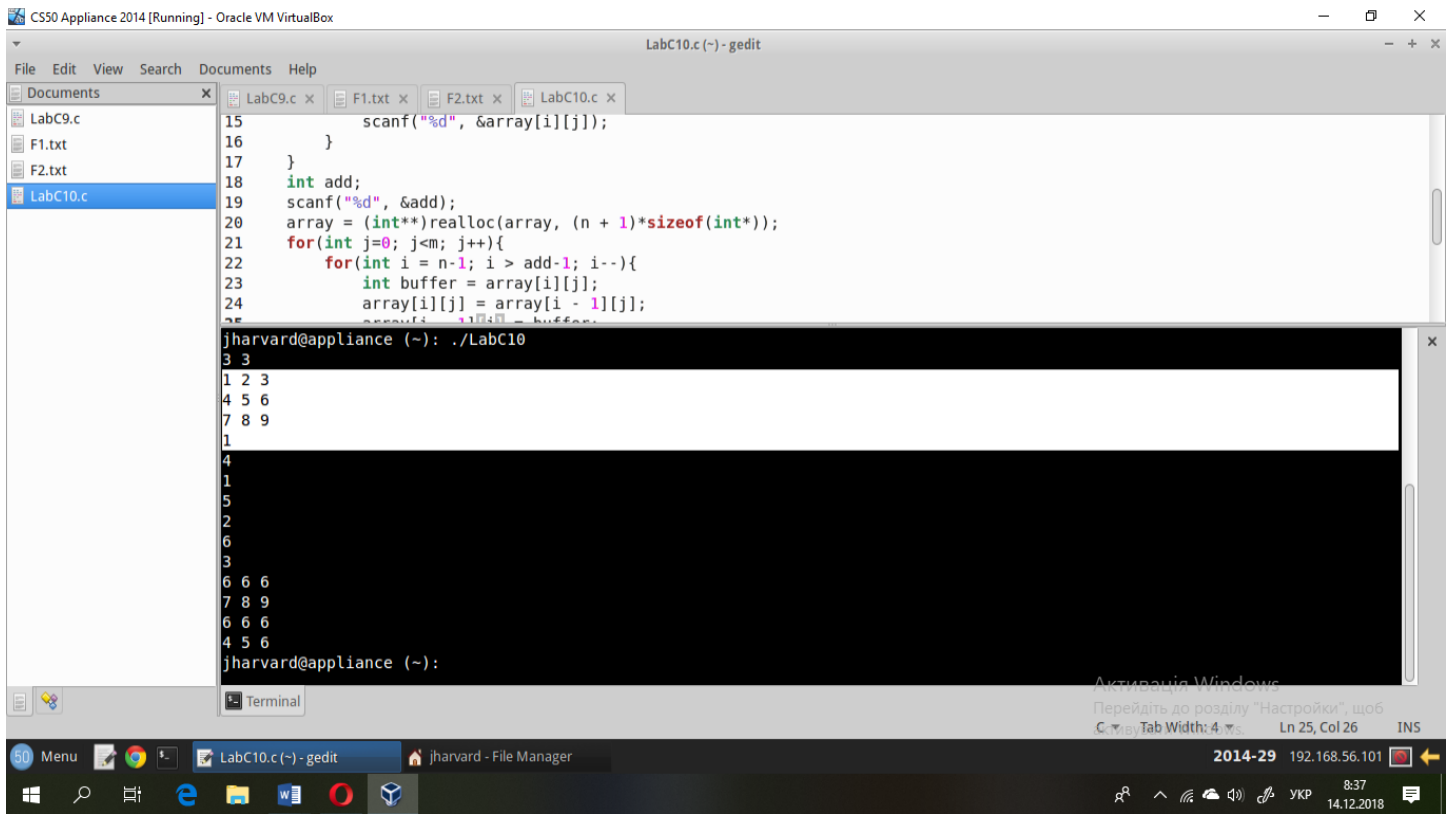 CS50 Appliance 2014 [Running] - Oracle VM VirtualBox
LabC10.c (~) - gedit
File Edit View Search Documents Help
Documents
LabC9.c
F1.txt
F2.txt
LabC10.c
LabC9.c F1.txt F2.txt LabC10.c
15 scanf("%d", &array[i][j]);
16 }
17 }
18 int add;
19 scanf("%d", &add);
20 array = (int**)realloc(array, (n + 1)*sizeof(int*));
21 for(int j=0; j<m; j++){
22 for(int i = n-1; i > add-1; i--){
23 int buffer = array[i][j];
24 array[i][j] = array[i - 1][j];
25 array[i - 1][j] = buffer;
jharvard@appliance (~): ./LabC10
3 3
1 2 3
4 5 6
7 8 9
1
4
1
5
2
6
3
6 6 6
7 8 9
6 6 6
4 5 6
jharvard@appliance (~):
Terminal
Активація Windows
Перейдіть до розділу "Настройки", щоб
C Tab Width: 4 Ln 25, Col 26 INS
50 Menu LabC10.c (~) - gedit jharvard - File Manager 2014-29 192.168.56.101
УКР 8:37
14.12.2018